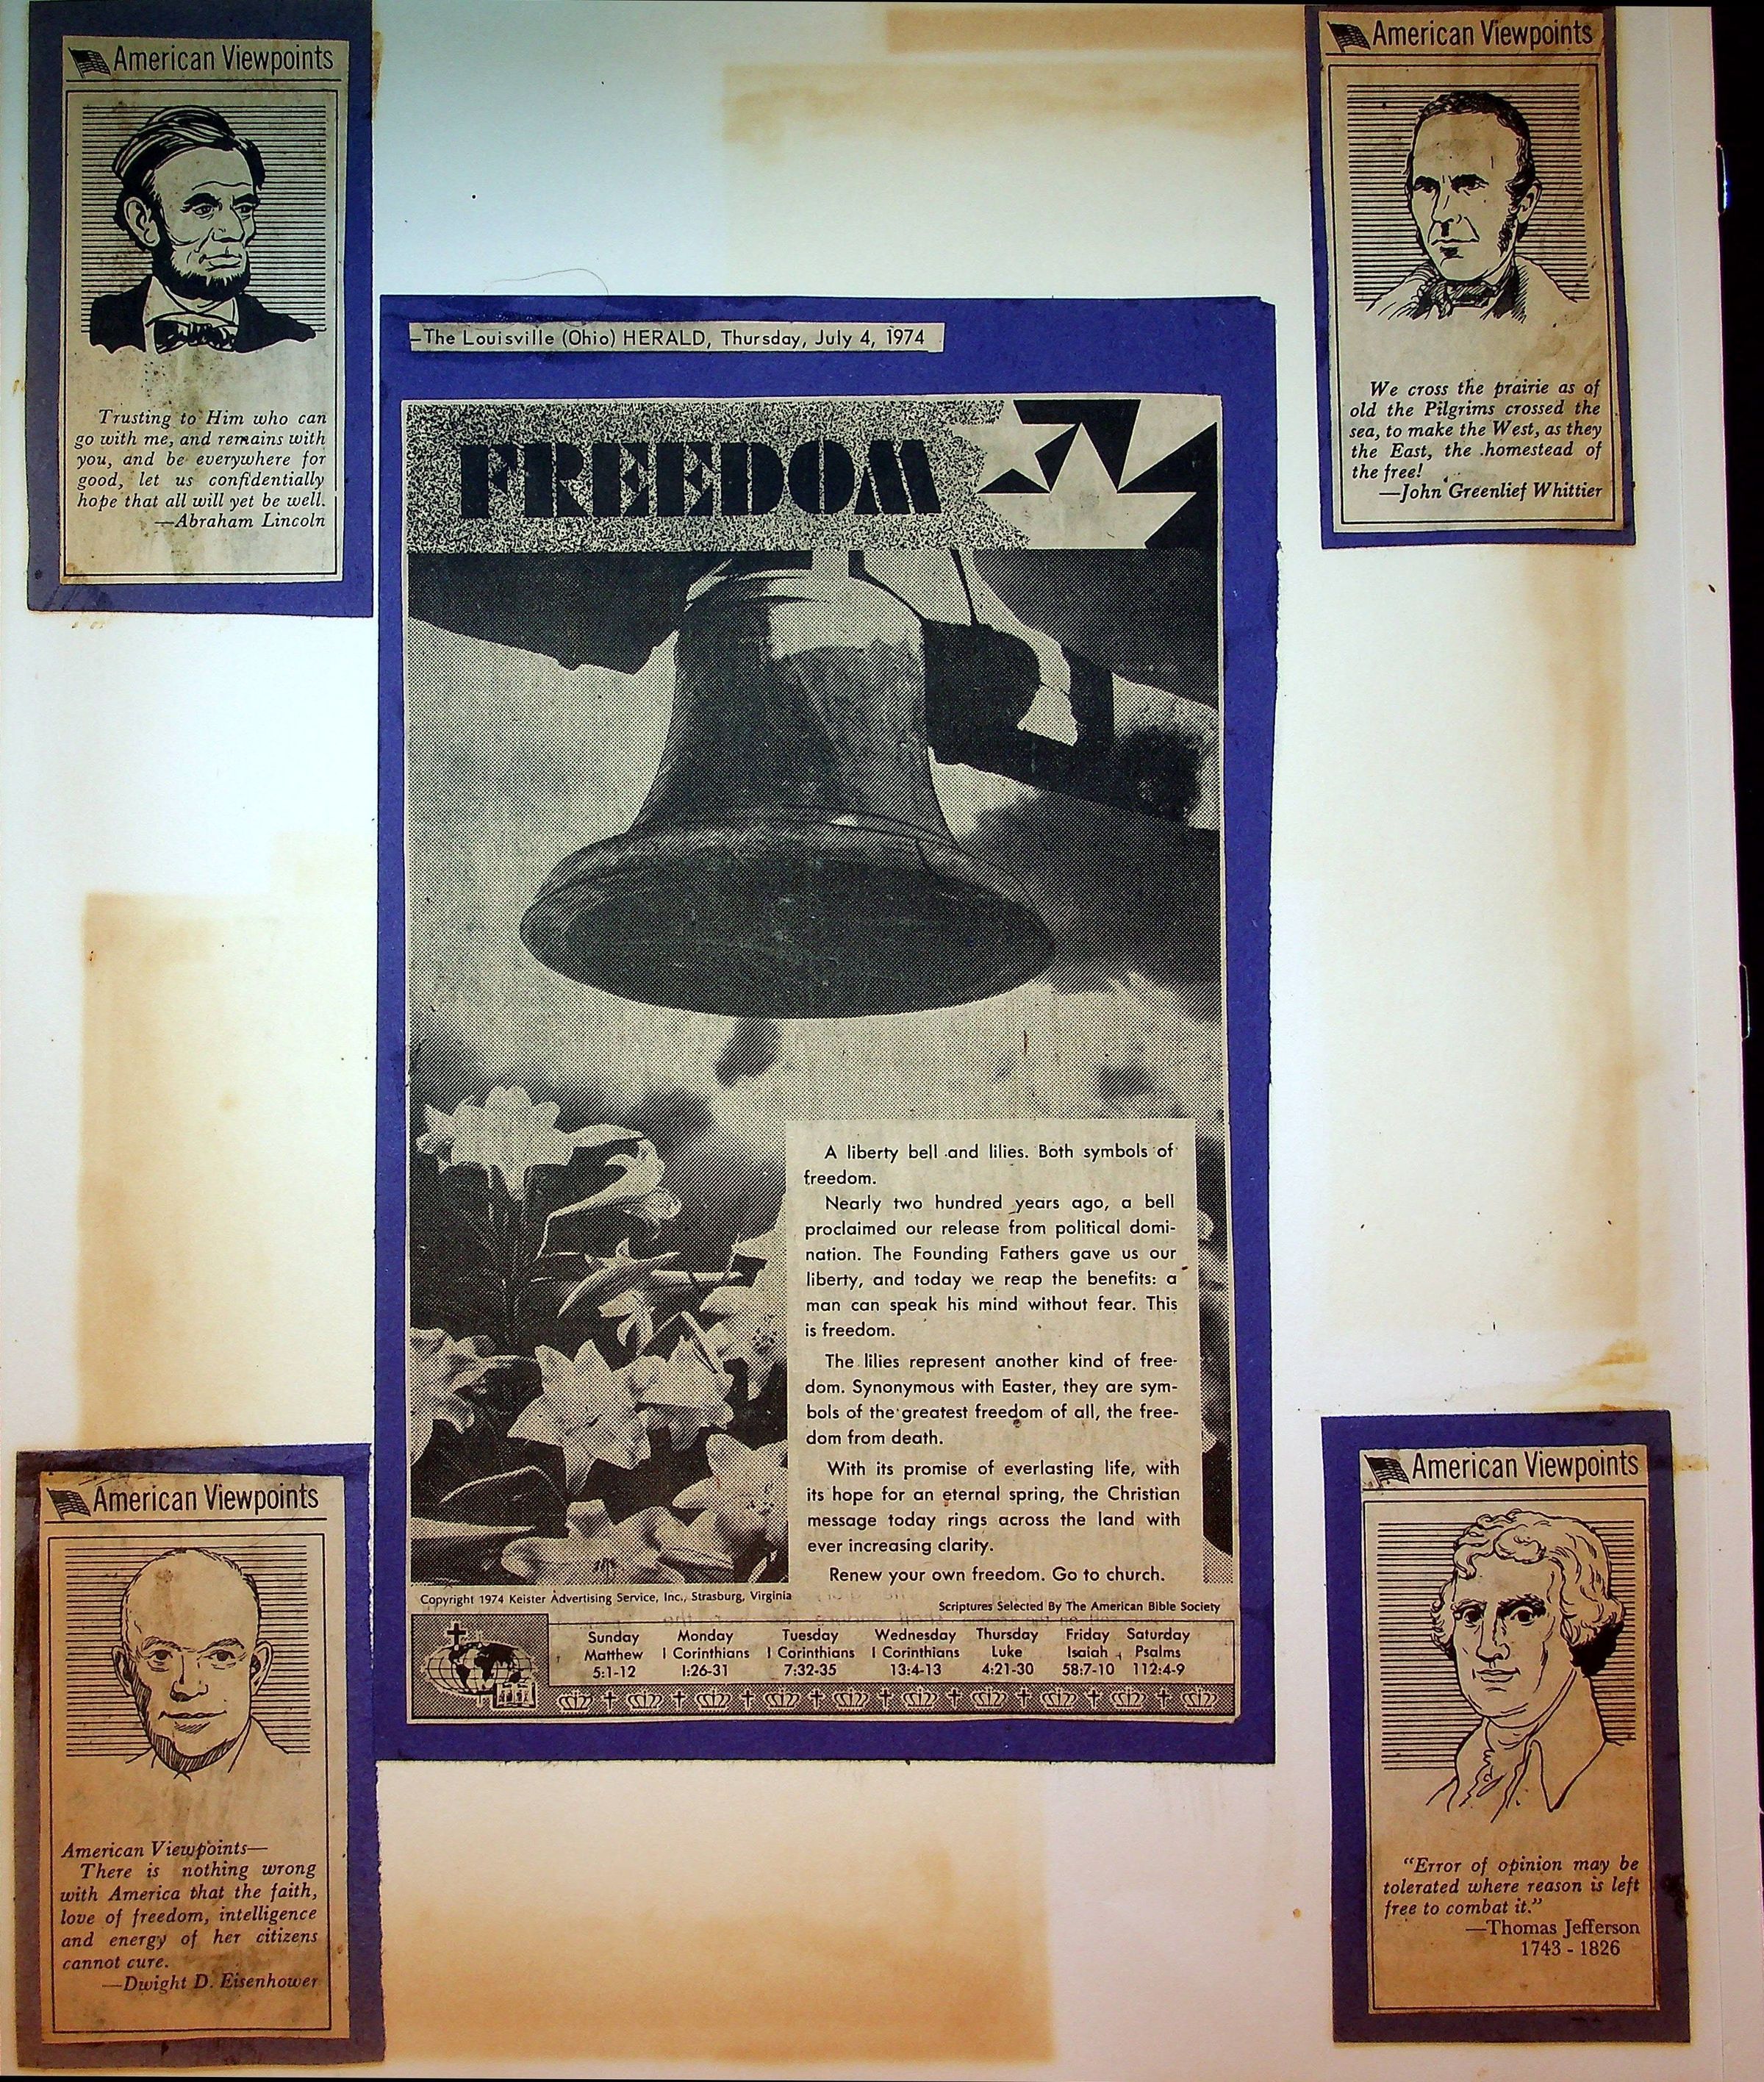 American Viewpoints
Trusting to Him who can
go with me, and remains with
you, and be everywhere for
good, let us confidentially
hope that all will yet be well.
—Abraham Lincoln
American Viewpoints
We cross the prairie as of
old the Pilgrims crossed the
sea, to make the West, as they
the East, the homestead of
the free!
—John Greenlief Whittier
—The Louisville (Ohio) HERALD, Thursday, July 4, 1974
FREEDOM
A liberty bell and lilies. Both symbols of
freedom.
Nearly two hundred years ago, a bell
proclaimed our release from political domi-
nation. The Founding Fathers gave us our
liberty, and today we reap the benefits: a
man can speak his mind without fear. This
is freedom.
The lilies represent another kind of free-
dom. Synonymous with Easter, they are sym-
bols of the greatest freedom of all, the free-
dom from death.
With its promise of everlasting life, with
its hope for an eternal spring, the Christian
message today rings across the land with
ever increasing clarity.
Renew your own freedom. Go to church.
Copyright 1974 Keister Advertising Service, Inc., Strasburg, Virginia
Scriptures Selected By The American Bible Society
Sunday Monday Tuesday Wednesday Thursday Friday Saturday
Matthew I Corinthians I Corinthians I Corinthians Luke Isaiah Psalms
5:1-12 1:26-31 7:32-35 13:4-13 4:21-30 58:7-10 112:4-9
American Viewpoints
American Viewpoints—
There is nothing wrong
with America that the faith,
love of freedom, intelligence
and energy of her citizens
cannot cure.
—Dwight D. Eisenhower
American Viewpoints
"Error of opinion may be
tolerated where reason is left
free to combat it."
—Thomas Jefferson
1743 - 1826